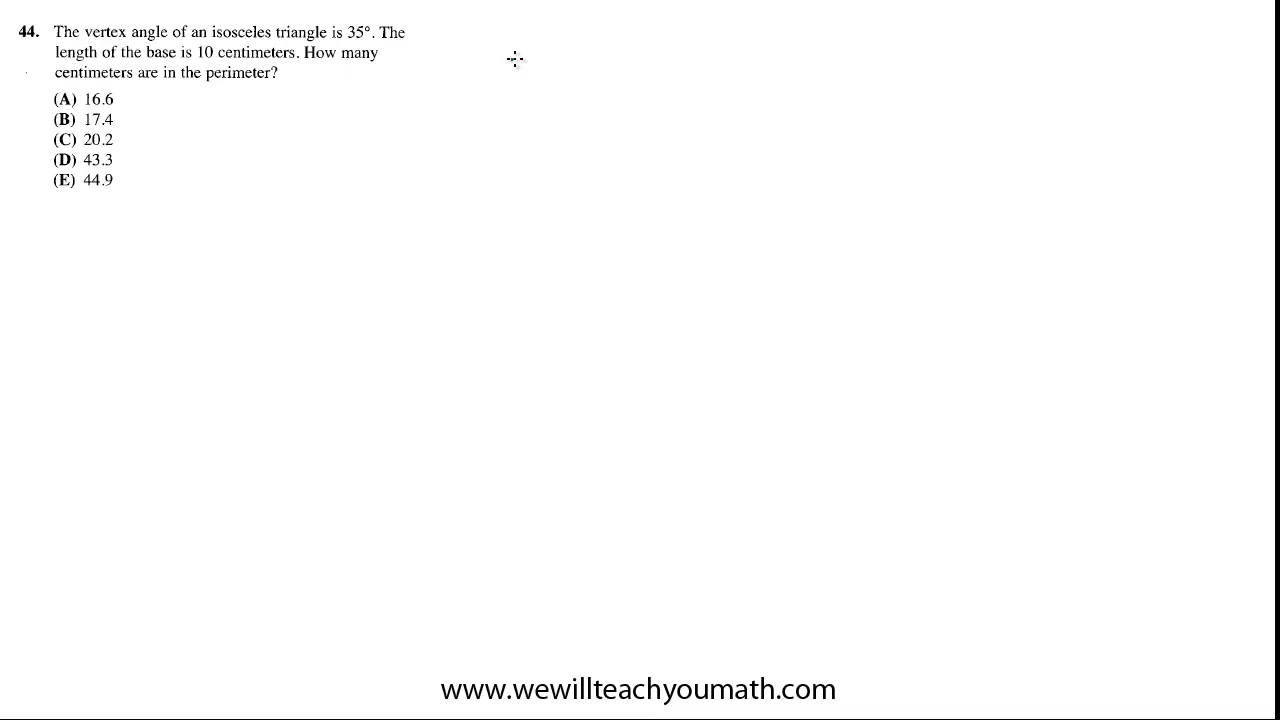 44. The vertex angle of an isosceles triangle is 35°. The
length of the base is 10 centimeters. How many
centimeters are in the perimeter?
(A) 16.6
(B) 17.4
(C) 20.2
(D) 43.3
(E) 44.9
www.wewillteachyoumath.com